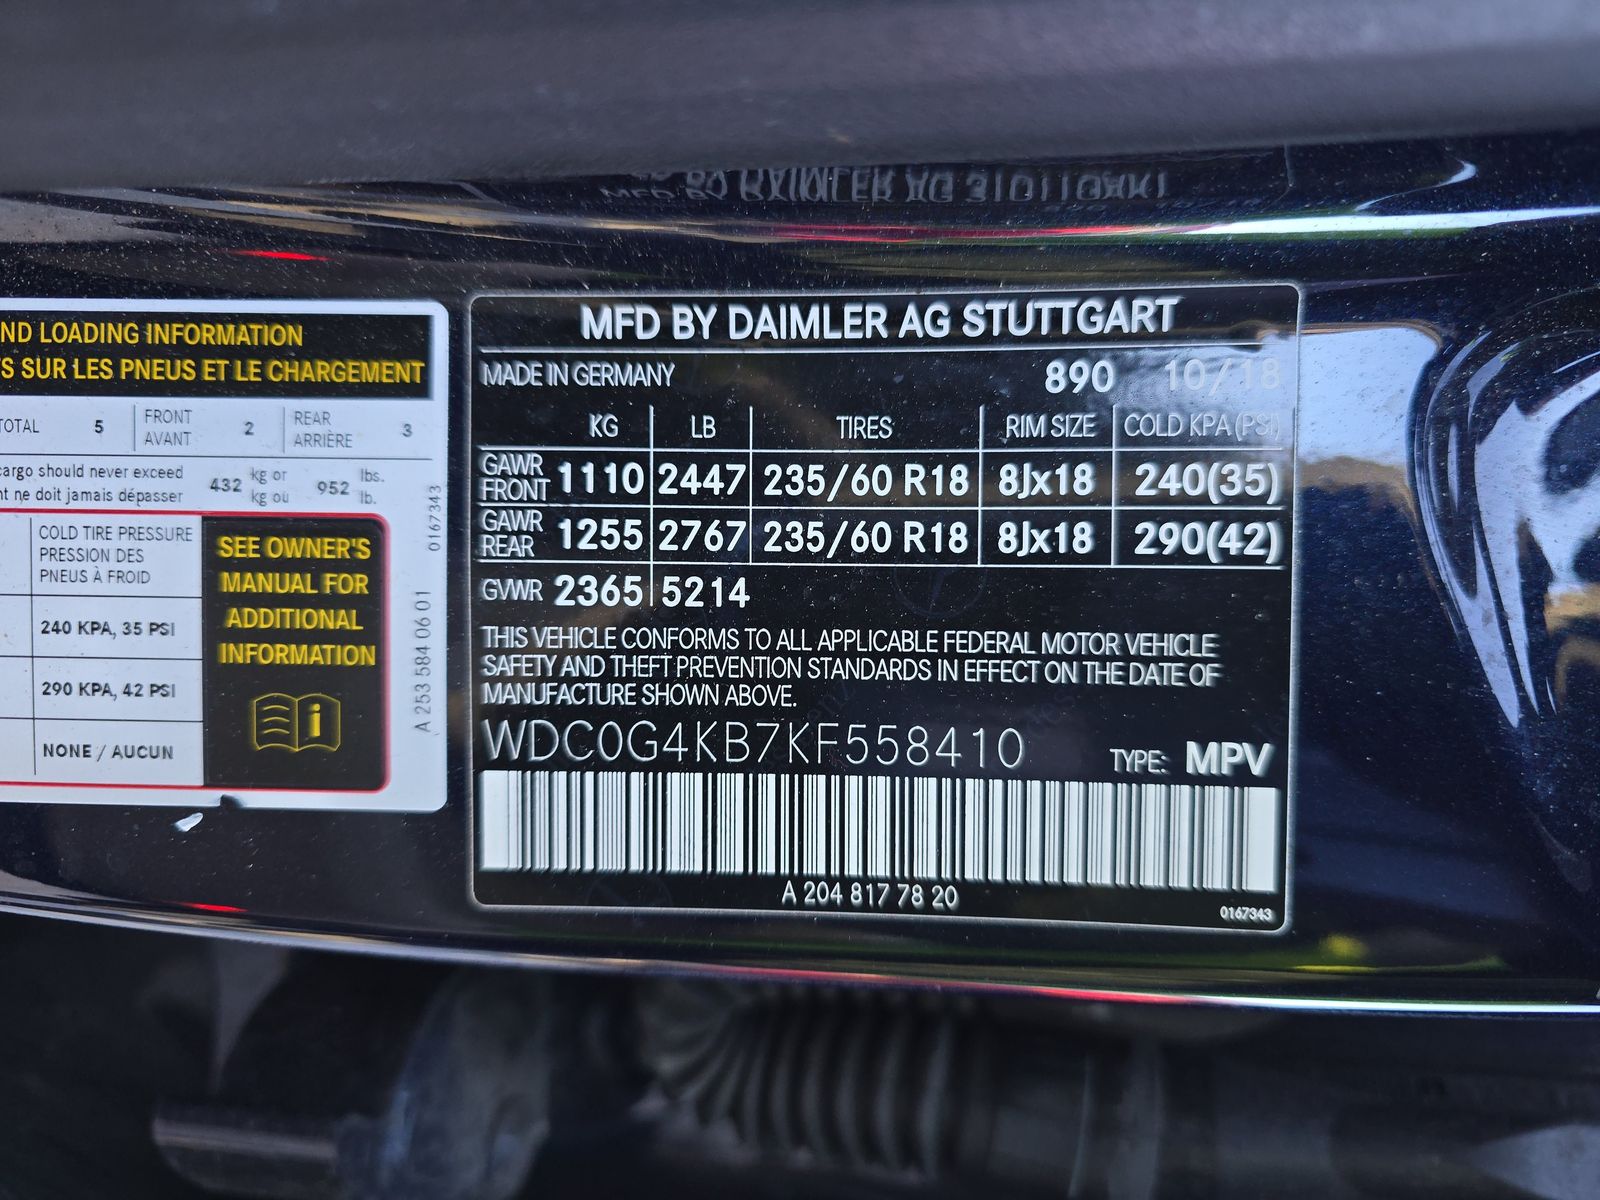 ND LOADING INFORMATION
S SUR LES PNEUS ET LE CHARGEMENT
TOTAL 5 FRONT AVANT 2 REAR ARRIÈRE 3
cargo should never exceed
nt ne doit jamais dépasser
432 kg or kg ou 952 lbs. lb.
COLD TIRE PRESSURE
PRESSION DES
PNEUS À FROID
240 KPA, 35 PSI
290 KPA, 42 PSI
NONE / AUCUN
SEE OWNER'S
MANUAL FOR
ADDITIONAL
INFORMATION
i
0167343
A 253 584 06 01
MFD BY DAIMLER AG STUTTGART
MADE IN GERMANY 890 10/18
KG LB TIRES RIM SIZE COLD KPA (PSI)
GAWR FRONT 1110 2447 235/60 R18 8Jx18 240(35)
GAWR REAR 1255 2767 235/60 R18 8Jx18 290(42)
GVWR 2365 5214
THIS VEHICLE CONFORMS TO ALL APPLICABLE FEDERAL MOTOR VEHICLE
SAFETY AND THEFT PREVENTION STANDARDS IN EFFECT ON THE DATE OF
MANUFACTURE SHOWN ABOVE.
WDC0G4KB7KF558410 TYPE: MPV
A 204 817 78 20
0167343